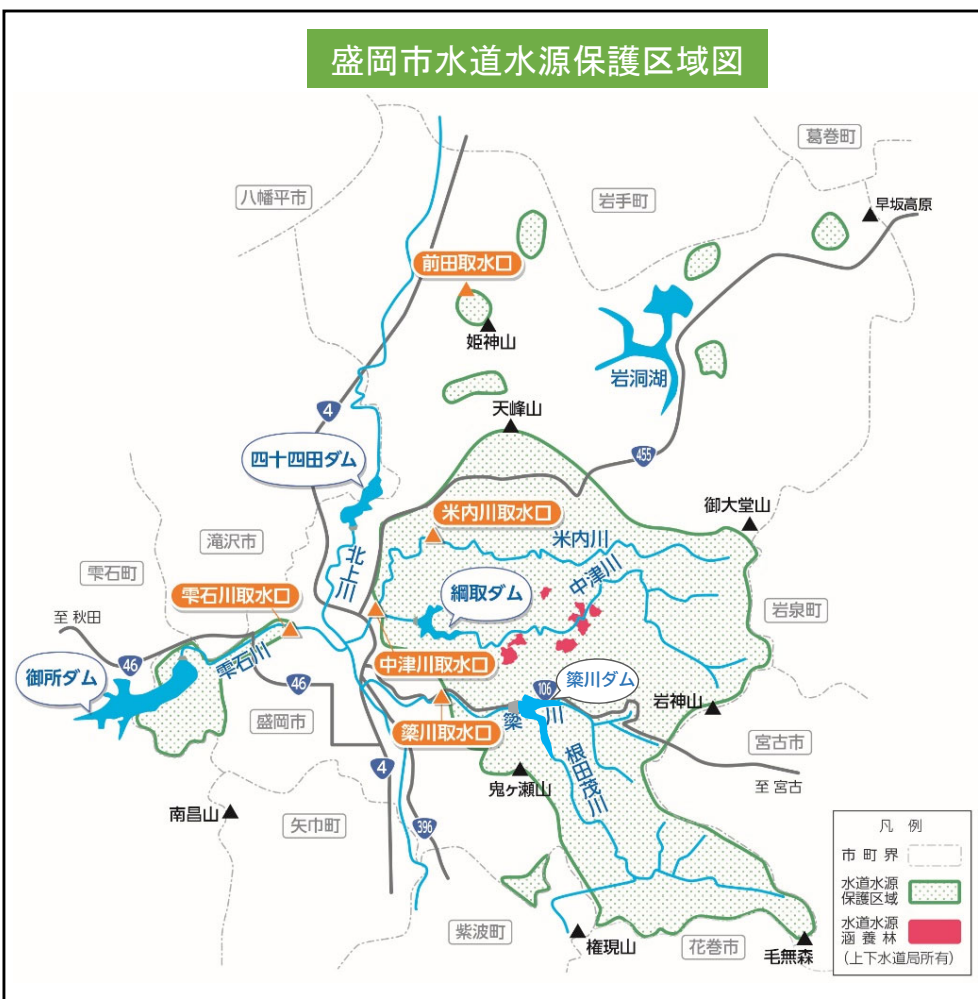 盛岡市水道水源保護区域図
葛巻町
八幡平市
岩手町
早坂高原
前田取水口
姫神山
岩洞湖
4
天峰山
四十四田ダム
455
御大堂山
米内川取水口
米内川
滝沢市
北上川
中津川
雫石町
綱取ダム
雫石川取水口
岩泉町
至 秋田
雫石川
46
中津川取水口
御所ダム
46
106
簗川ダム
岩神山
盛岡市
簗川取水口
簗川
宮古市
根田茂川
4
鬼ヶ瀬山
至 宮古
南昌山
矢巾町
396
凡 例
市 町 界
水道水源
保護区域
水道水源
涵 養 林
(上下水道局所有)
紫波町
権現山
花巻市
毛無森